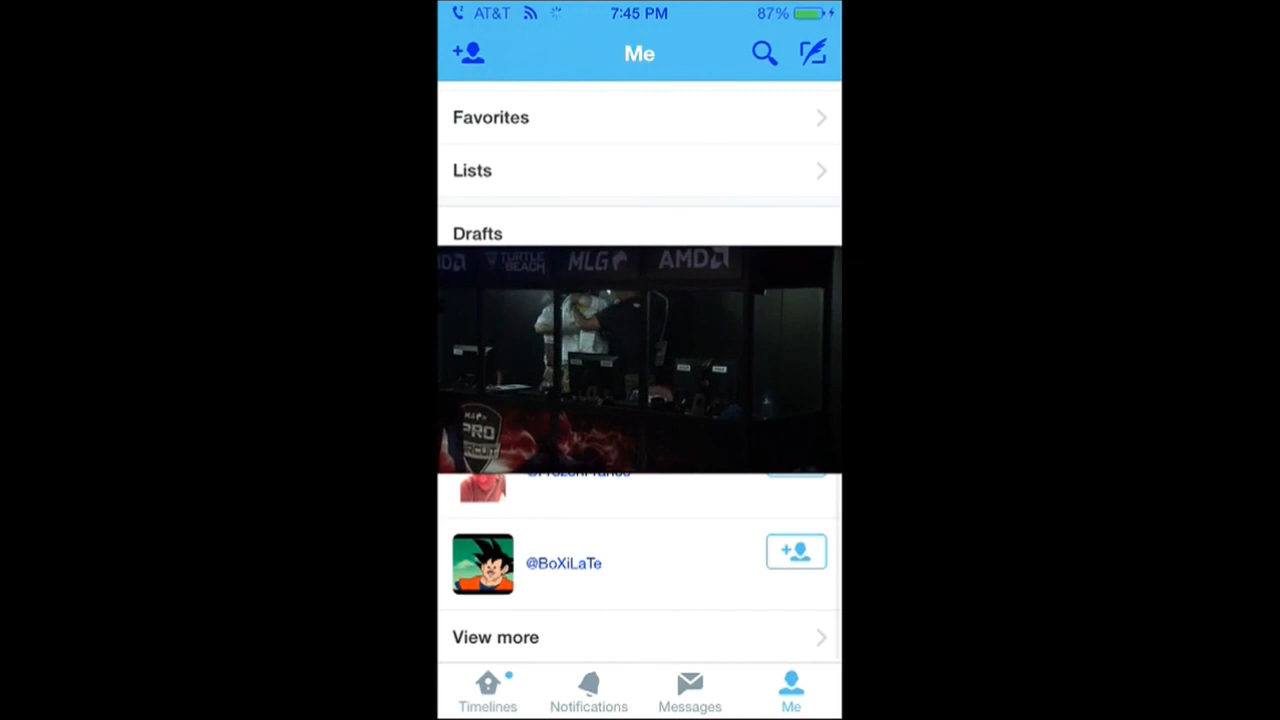 AT&T 7:45 PM 87%
Me
Favorites
Lists
Drafts
TURTLE BEACH MLG AMD
PRO
@BoXiLaTe
View more
Timelines Notifications Messages Me